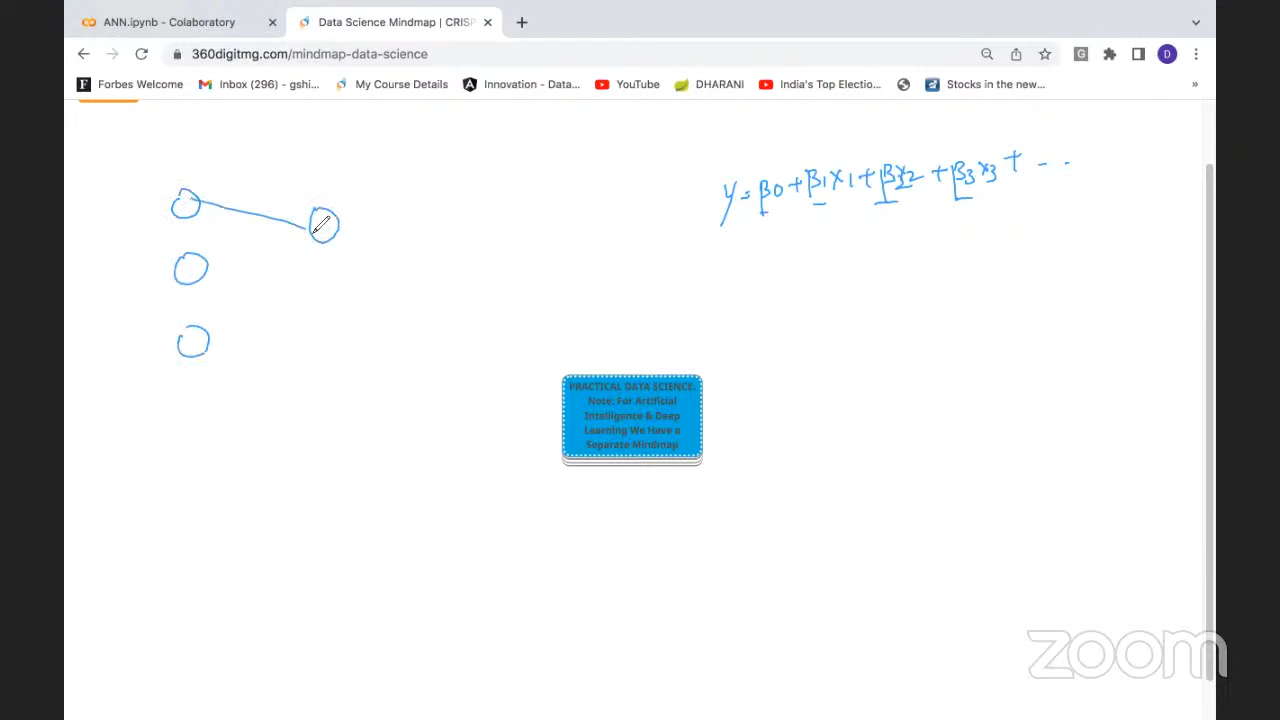 ANN.ipynb - Colaboratory
Data Science Mindmap | CRISP
360digitmg.com/mindmap-data-science
G
D
Forbes Welcome
Inbox (296) - gshi...
My Course Details
Innovation - Data...
YouTube
DHARANI
India's Top Electio...
Stocks in the new...
»
y = β0 + β1x1 + β2x2 + β3x3 + - - -
PRACTICAL DATA SCIENCE.
Note: For Artificial
Intelligence & Deep
Learning We Have a
Separate Mindmap
zoom